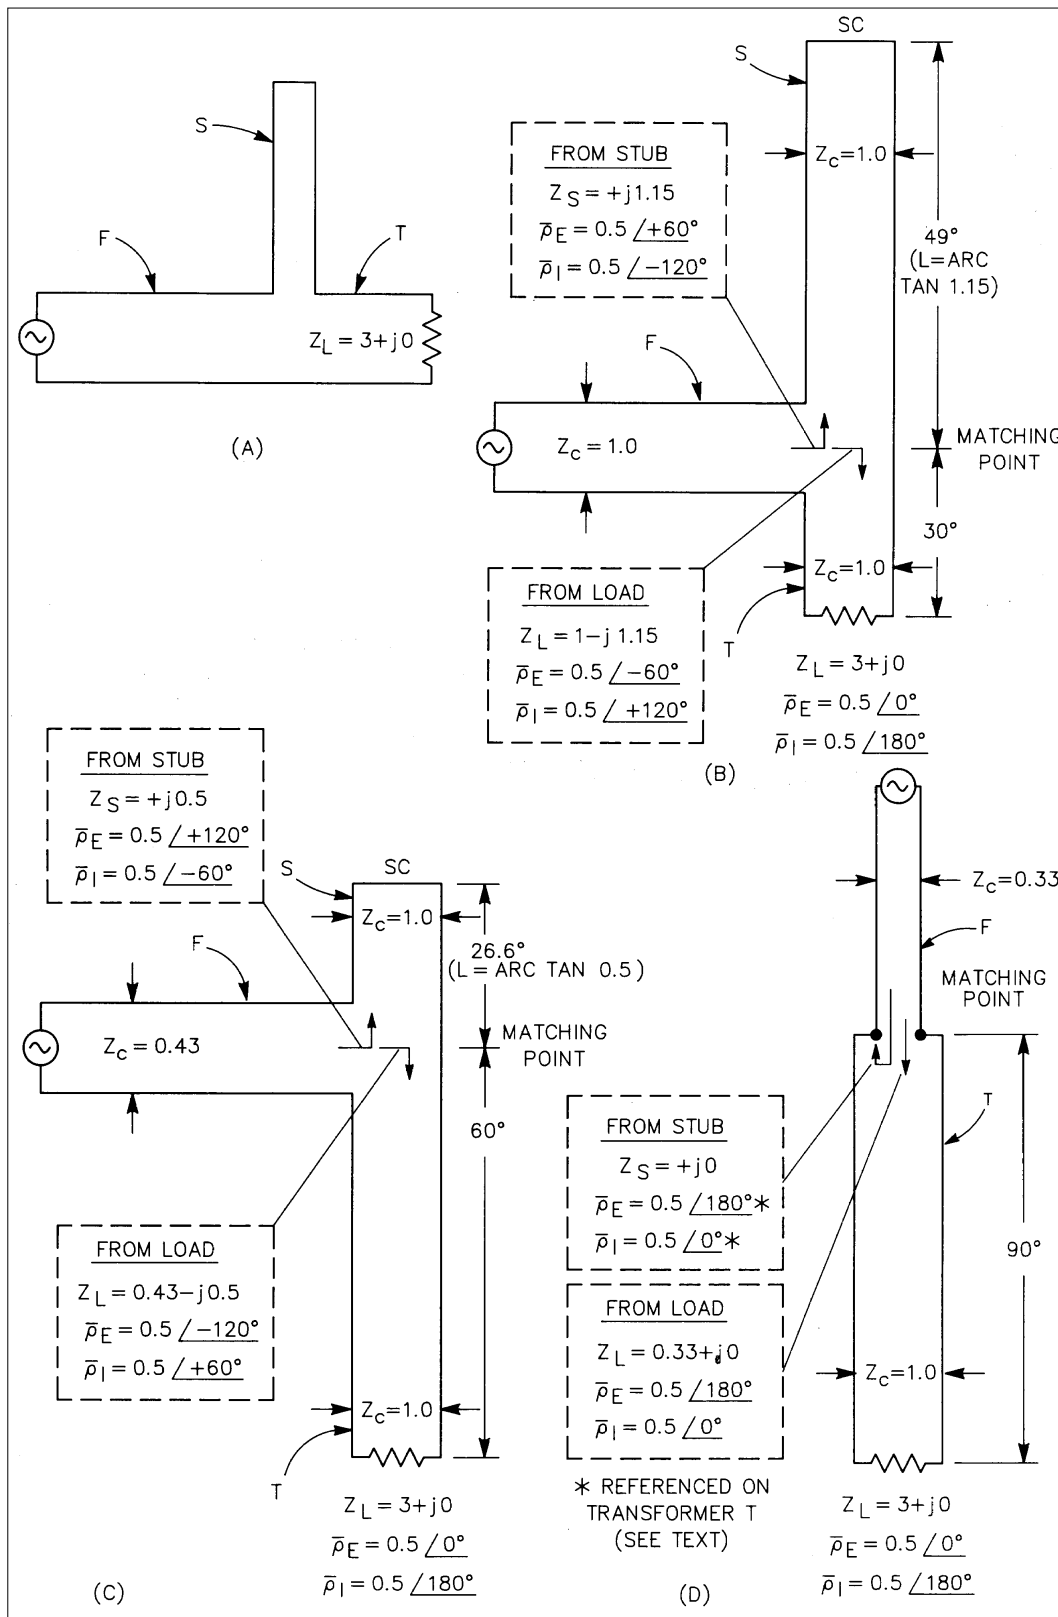 S
F
T
Z_L = 3+j0
(A)
SC
S
FROM STUB
Z_S = +j1.15
ρ̅_E = 0.5 /+60°
ρ̅_I = 0.5 /−120°
Z_C=1.0
49°
(L=ARC
TAN 1.15)
F
Z_C=1.0
MATCHING
POINT
30°
FROM LOAD
Z_L = 1−j1.15
ρ̅_E = 0.5 /−60°
ρ̅_I = 0.5 /+120°
Z_C=1.0
T
Z_L = 3+j0
ρ̅_E = 0.5 /0°
ρ̅_I = 0.5 /180°
(B)
FROM STUB
Z_S = +j0.5
ρ̅_E = 0.5 /+120°
ρ̅_I = 0.5 /−60°
S
SC
Z_C=1.0
26.6°
(L=ARC TAN 0.5)
F
Z_C=0.43
MATCHING
POINT
60°
FROM LOAD
Z_L = 0.43−j0.5
ρ̅_E = 0.5 /−120°
ρ̅_I = 0.5 /+60°
Z_C=1.0
T
Z_L = 3+j0
ρ̅_E = 0.5 /0°
ρ̅_I = 0.5 /180°
(C)
Z_C=0.33
F
MATCHING
POINT
T
FROM STUB
Z_S = +j0
ρ̅_E = 0.5 /180°*
ρ̅_I = 0.5 /0°*
90°
FROM LOAD
Z_L = 0.33+j0
ρ̅_E = 0.5 /180°
ρ̅_I = 0.5 /0°
Z_C=1.0
* REFERENCED ON
TRANSFORMER T
(SEE TEXT)
Z_L = 3+j0
ρ̅_E = 0.5 /0°
ρ̅_I = 0.5 /180°
(D)